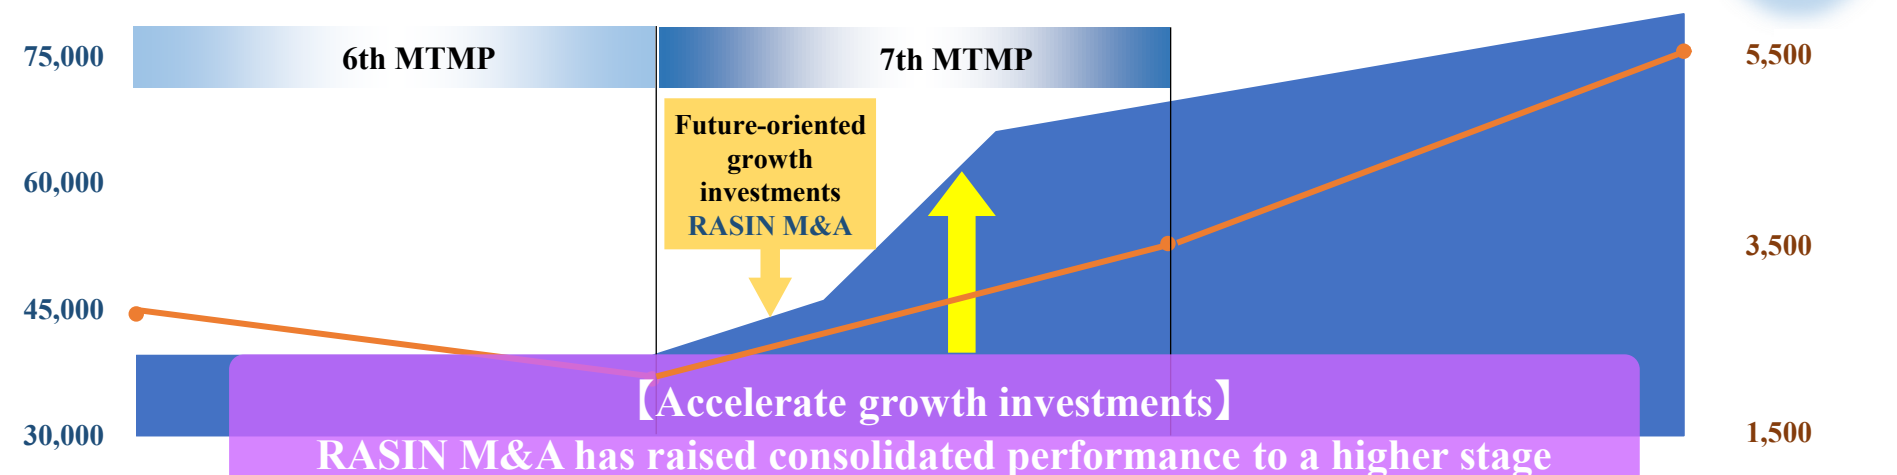 75,000
60,000
45,000
30,000
6th MTMP
7th MTMP
Future-oriented
growth
investments
RASIN M&A
5,500
3,500
1,500
【Accelerate growth investments】
RASIN M&A has raised consolidated performance to a higher stage